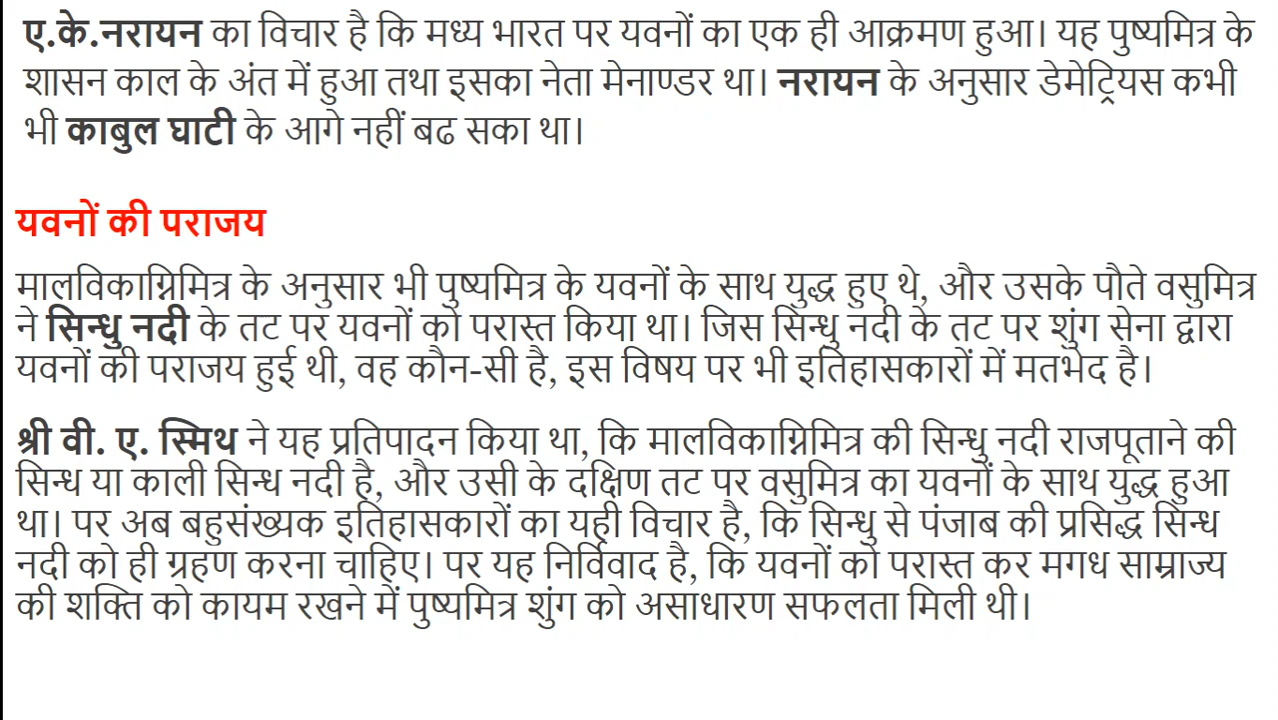 ए.के.नरायन का विचार है कि मध्य भारत पर यवनों का एक ही आक्रमण हुआ। यह पुष्यमित्र के
शासन काल के अंत में हुआ तथा इसका नेता मेनाण्डर था। नरायन के अनुसार डेमेट्रियस कभी
भी काबुल घाटी के आगे नहीं बढ सका था।
यवनों की पराजय
मालविकाग्निमित्र के अनुसार भी पुष्यमित्र के यवनों के साथ युद्ध हुए थे, और उसके पौते वसुमित्र
ने सिन्धु नदी के तट पर यवनों को परास्त किया था। जिस सिन्धु नदी के तट पर शुंग सेना द्वारा
यवनों की पराजय हुई थी, वह कौन-सी है, इस विषय पर भी इतिहासकारों में मतभेद है।
श्री वी. ए. स्मिथ ने यह प्रतिपादन किया था, कि मालविकाग्निमित्र की सिन्धु नदी राजपूताने की
सिन्ध या काली सिन्ध नदी है, और उसी के दक्षिण तट पर वसुमित्र का यवनों के साथ युद्ध हुआ
था। पर अब बहुसंख्यक इतिहासकारों का यही विचार है, कि सिन्धु से पंजाब की प्रसिद्ध सिन्ध
नदी को ही ग्रहण करना चाहिए। पर यह निर्विवाद है, कि यवनों को परास्त कर मगध साम्राज्य
की शक्ति को कायम रखने में पुष्यमित्र शुंग को असाधारण सफलता मिली थी।